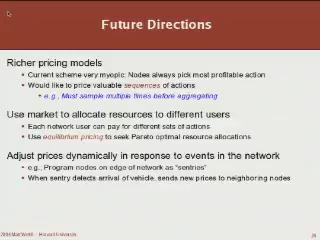 Future Directions
Richer pricing models
Current scheme very myopic: Nodes always pick most profitable action
Would like to price valuable sequences of actions
e.g., Must sample multiple times before aggregating
Use market to allocate resources to different users
Each network user can pay for different sets of actions
Use equilibrium pricing to seek Pareto optimal resource allocations
Adjust prices dynamically in response to events in the network
e.g., Program nodes on edge of network as "sentries"
When sentry detects arrival of vehicle, sends new prices to neighboring nodes
Harvard University